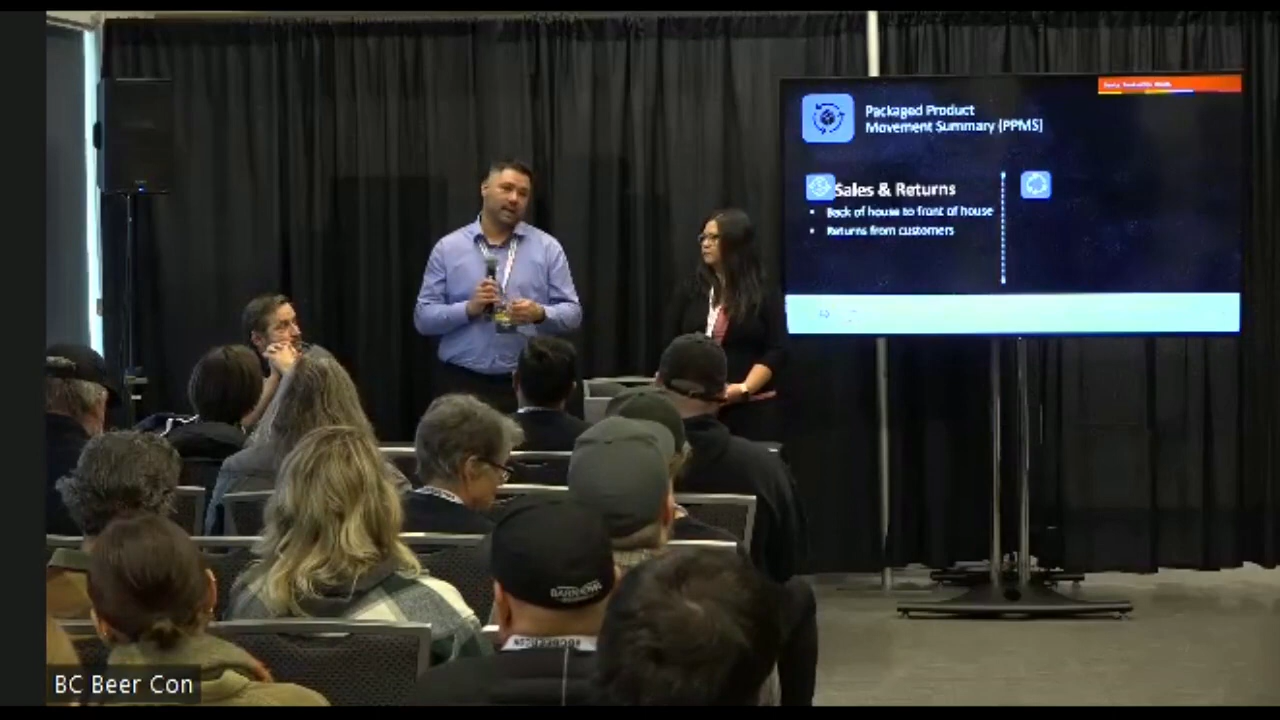 Packaged Product
Movement Summary (PPMS)
Sales & Returns
• Back of house to front of house
• Returns from customers
#BCBEERCON
BC Beer Con